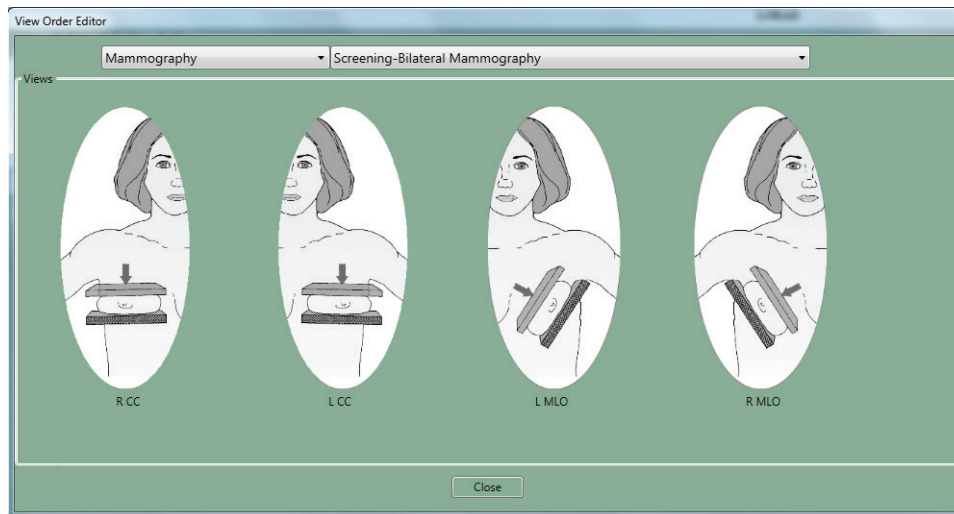 View Order Editor
Mammography
Screening-Bilateral Mammography
Views
R CC
L CC
L MLO
R MLO
Close